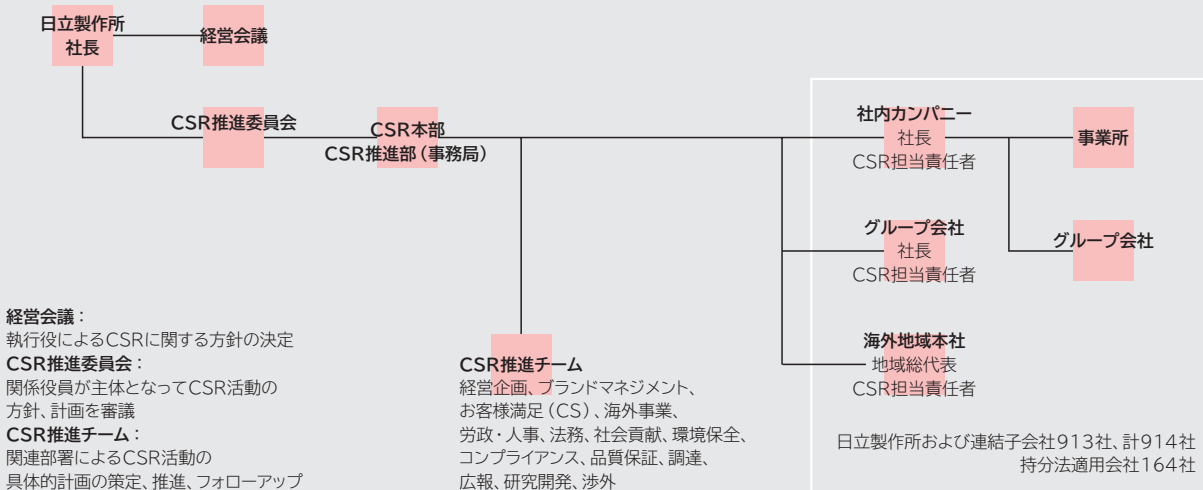 日立製作所
社長
経営会議
CSR推進委員会
CSR本部
CSR推進部（事務局）
社内カンパニー
社長
CSR担当責任者
事業所
グループ会社
社長
CSR担当責任者
グループ会社
海外地域本社
地域総代表
CSR担当責任者
経営会議：
執行役によるCSRに関する方針の決定
CSR推進委員会：
関係役員が主体となってCSR活動の
方針、計画を審議
CSR推進チーム：
関連部署によるCSR活動の
具体的計画の策定、推進、フォローアップ
CSR推進チーム
経営企画、ブランドマネジメント、
お客様満足（CS）、海外事業、
労政・人事、法務、社会貢献、環境保全、
コンプライアンス、品質保証、調達、
広報、研究開発、渉外
日立製作所および連結子会社913社、計914社
持分法適用会社164社